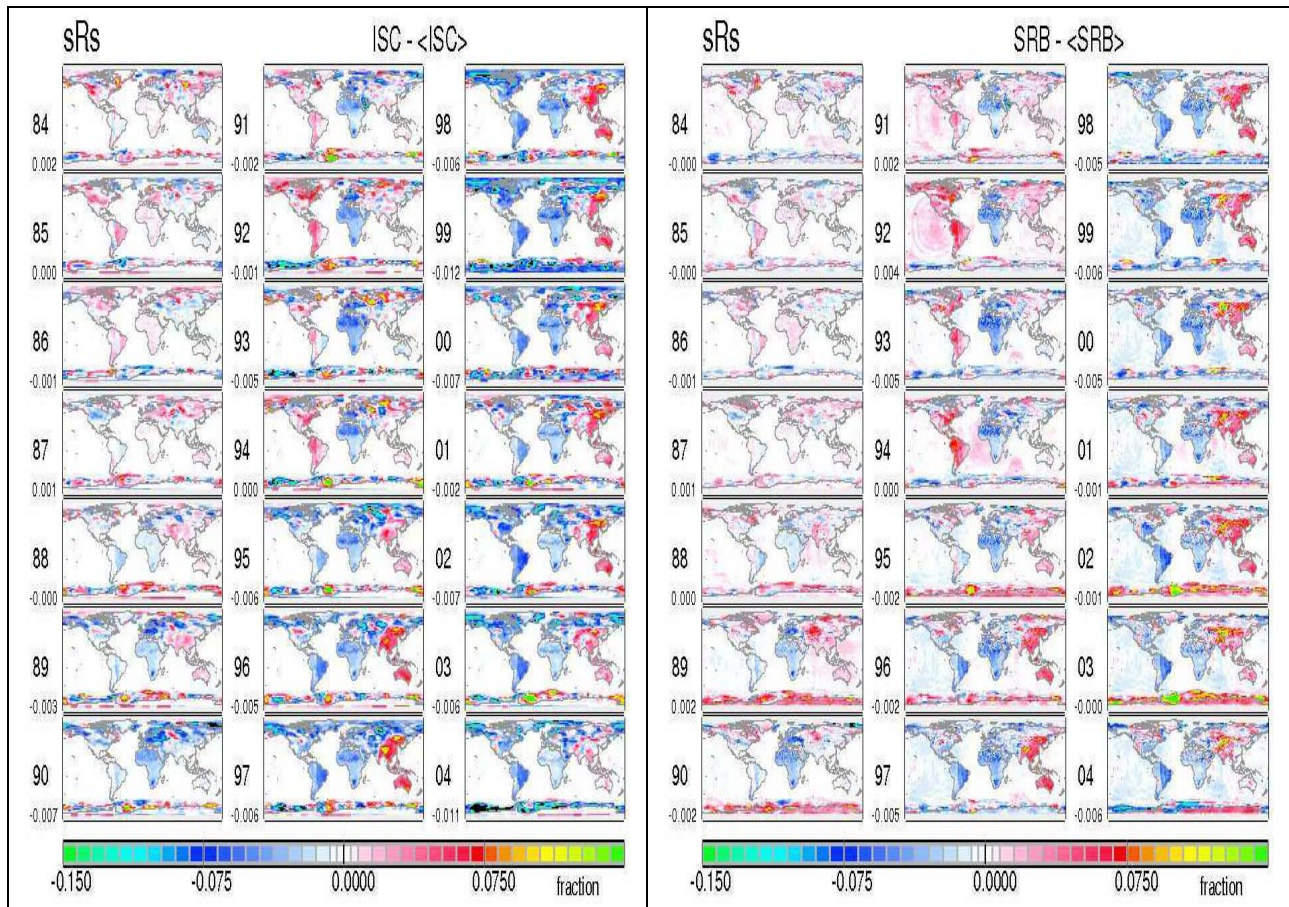 sRs ISC - <ISC>
84 91 98
0.002 -0.002 -0.006
85 92 99
0.000 -0.001 -0.012
86 93 00
-0.001 -0.005 -0.007
87 94 01
0.001 0.000 -0.002
88 95 02
-0.000 -0.006 -0.007
89 96 03
-0.003 -0.005 -0.006
90 97 04
-0.007 -0.006 -0.011
-0.150 -0.075 0.0000 0.0750 fraction
sRs SRB - <SRB>
84 91 98
-0.000 0.002 -0.005
85 92 99
-0.000 0.004 -0.006
86 93 00
-0.001 -0.005 -0.005
87 94 01
0.001 0.000 -0.001
88 95 02
0.000 -0.002 -0.001
89 96 03
0.002 -0.002 -0.000
90 97 04
-0.002 -0.005 -0.006
-0.150 -0.075 0.0000 0.0750 fraction